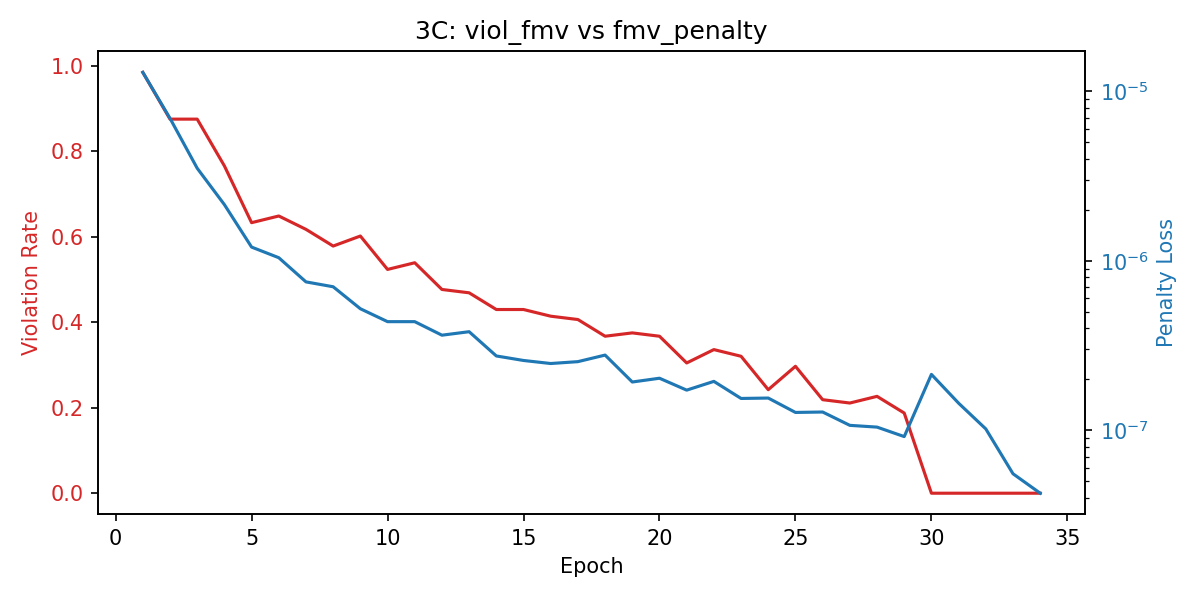 3C: viol_fmv vs fmv_penalty
Violation Rate
1.0
0.8
0.6
0.4
0.2
0.0
10⁻⁵
10⁻⁶
10⁻⁷
Penalty Loss
0 5 10 15 20 25 30 35
Epoch